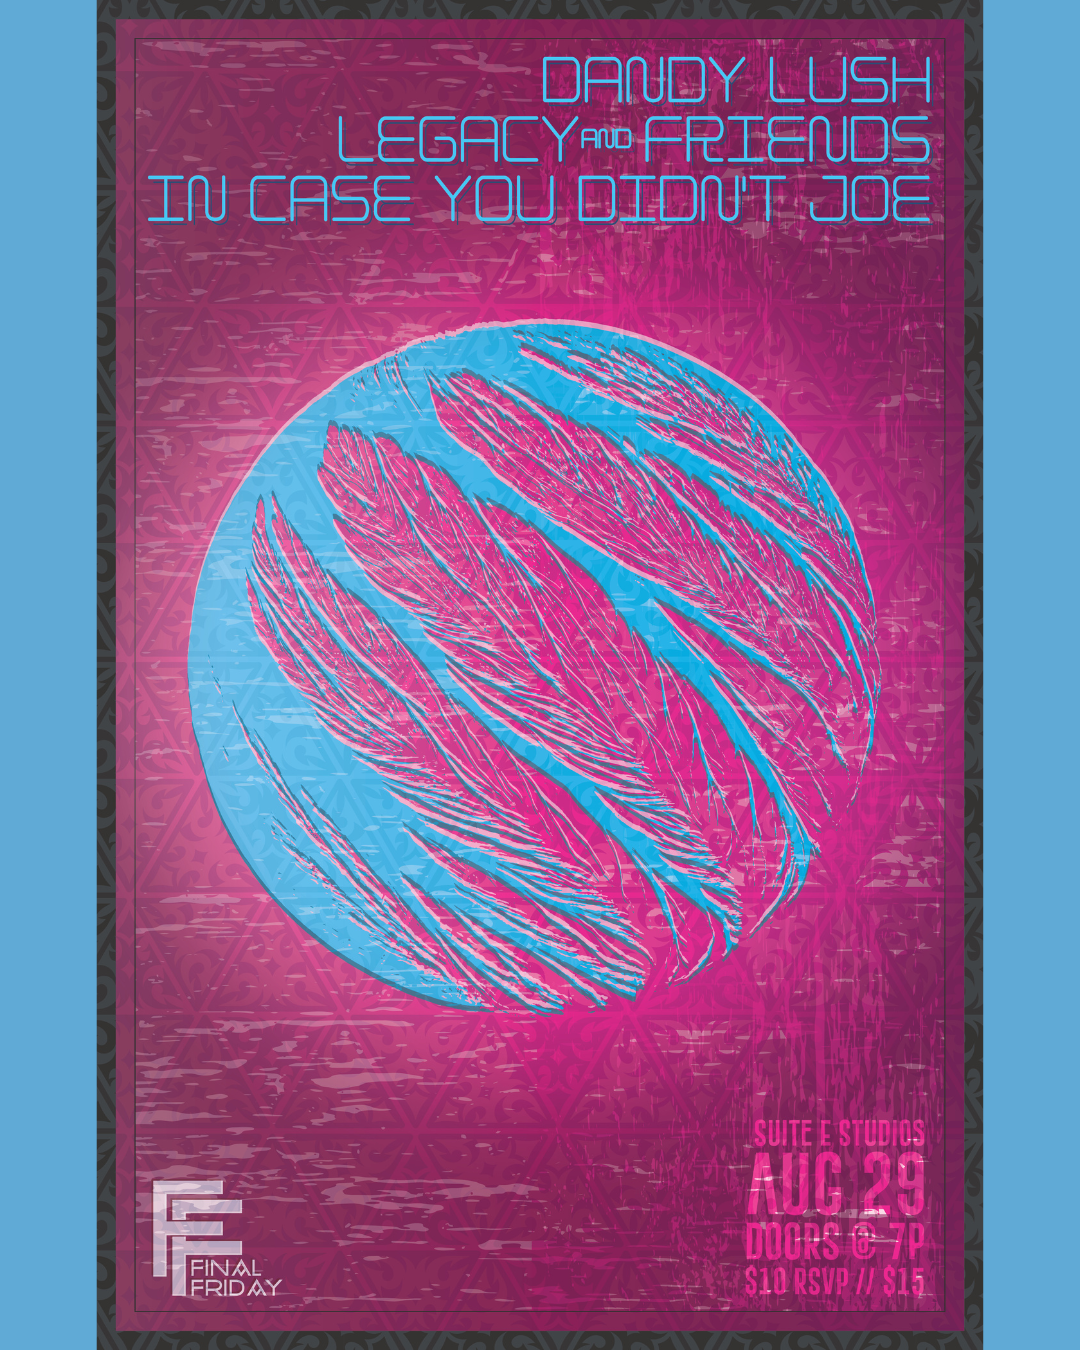 DANDY LUSH
LEGACY AND FRIENDS
IN CASE YOU DIDN'T JOE
SUITE E STUDIOS
AUG 29
DOORS @ 7P
$10 RSVP // $15
FF
FINAL
FRIDAY